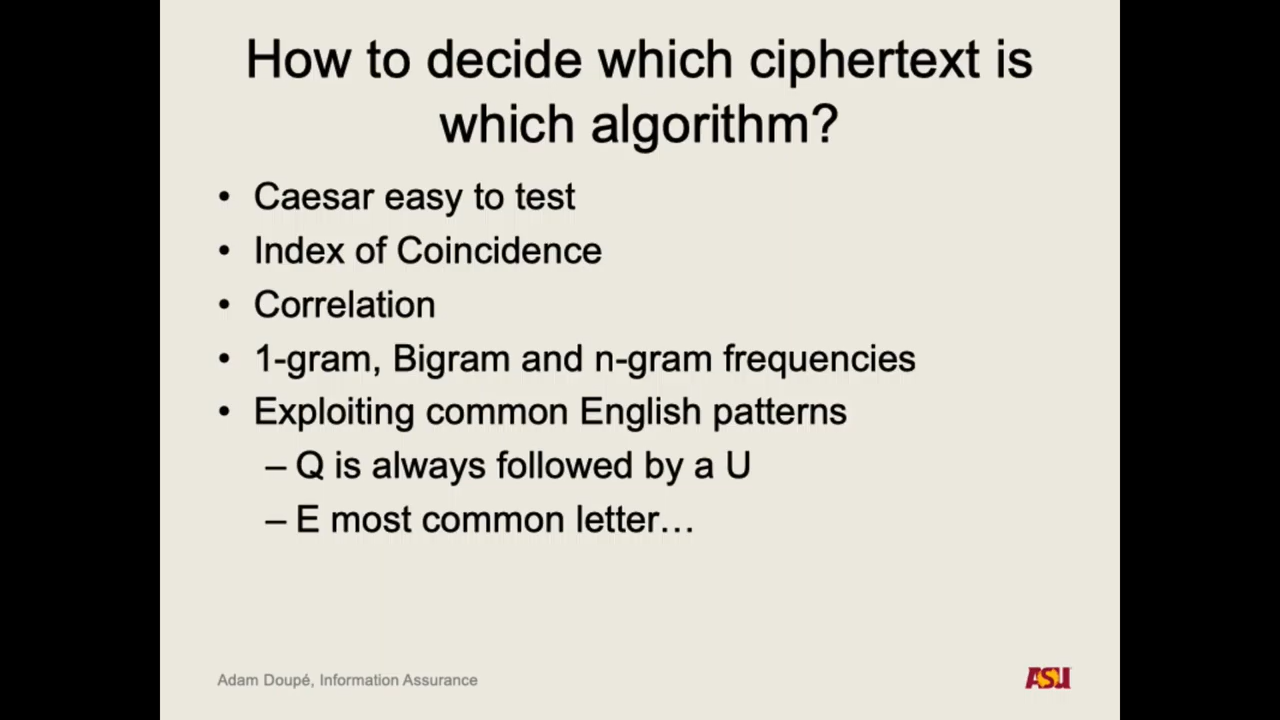 How to decide which ciphertext is
which algorithm?
• Caesar easy to test
• Index of Coincidence
• Correlation
• 1-gram, Bigram and n-gram frequencies
• Exploiting common English patterns
– Q is always followed by a U
– E most common letter…
Adam Doupé, Information Assurance
ASU